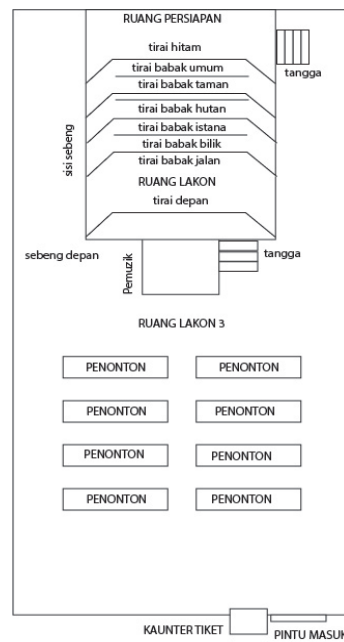 RUANG PERSIAPAN
tirai hitam
tangga
tirai babak umum
tirai babak taman
tirai babak hutan
tirai babak istana
tirai babak bilik
tirai babak jalan
sisi sebeng
RUANG LAKON
tirai depan
sebeng depan
Pemuzik
tangga
RUANG LAKON 3
PENONTON PENONTON
PENONTON PENONTON
PENONTON PENONTON
PENONTON PENONTON
KAUNTER TIKET
PINTU MASUK